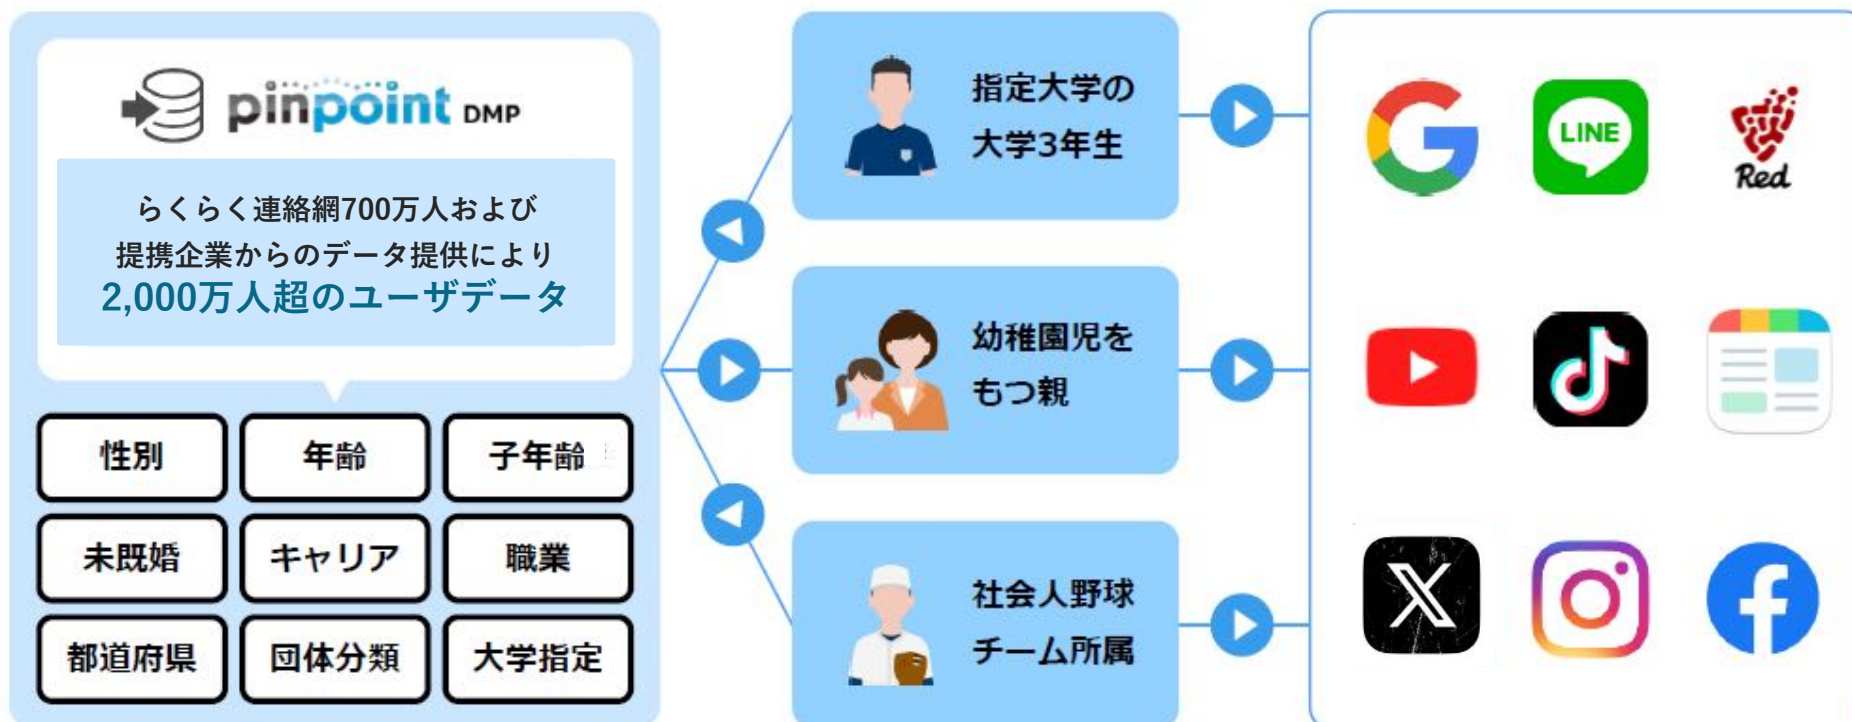 pinpoint DMP
らくらく連絡網700万人および
提携企業からのデータ提供により
2,000万人超のユーザデータ
性別
年齢
子年齢
未既婚
キャリア
職業
都道府県
団体分類
大学指定
指定大学の
大学3年生
幼稚園児を
もつ親
社会人野球
チーム所属
LINE
Red